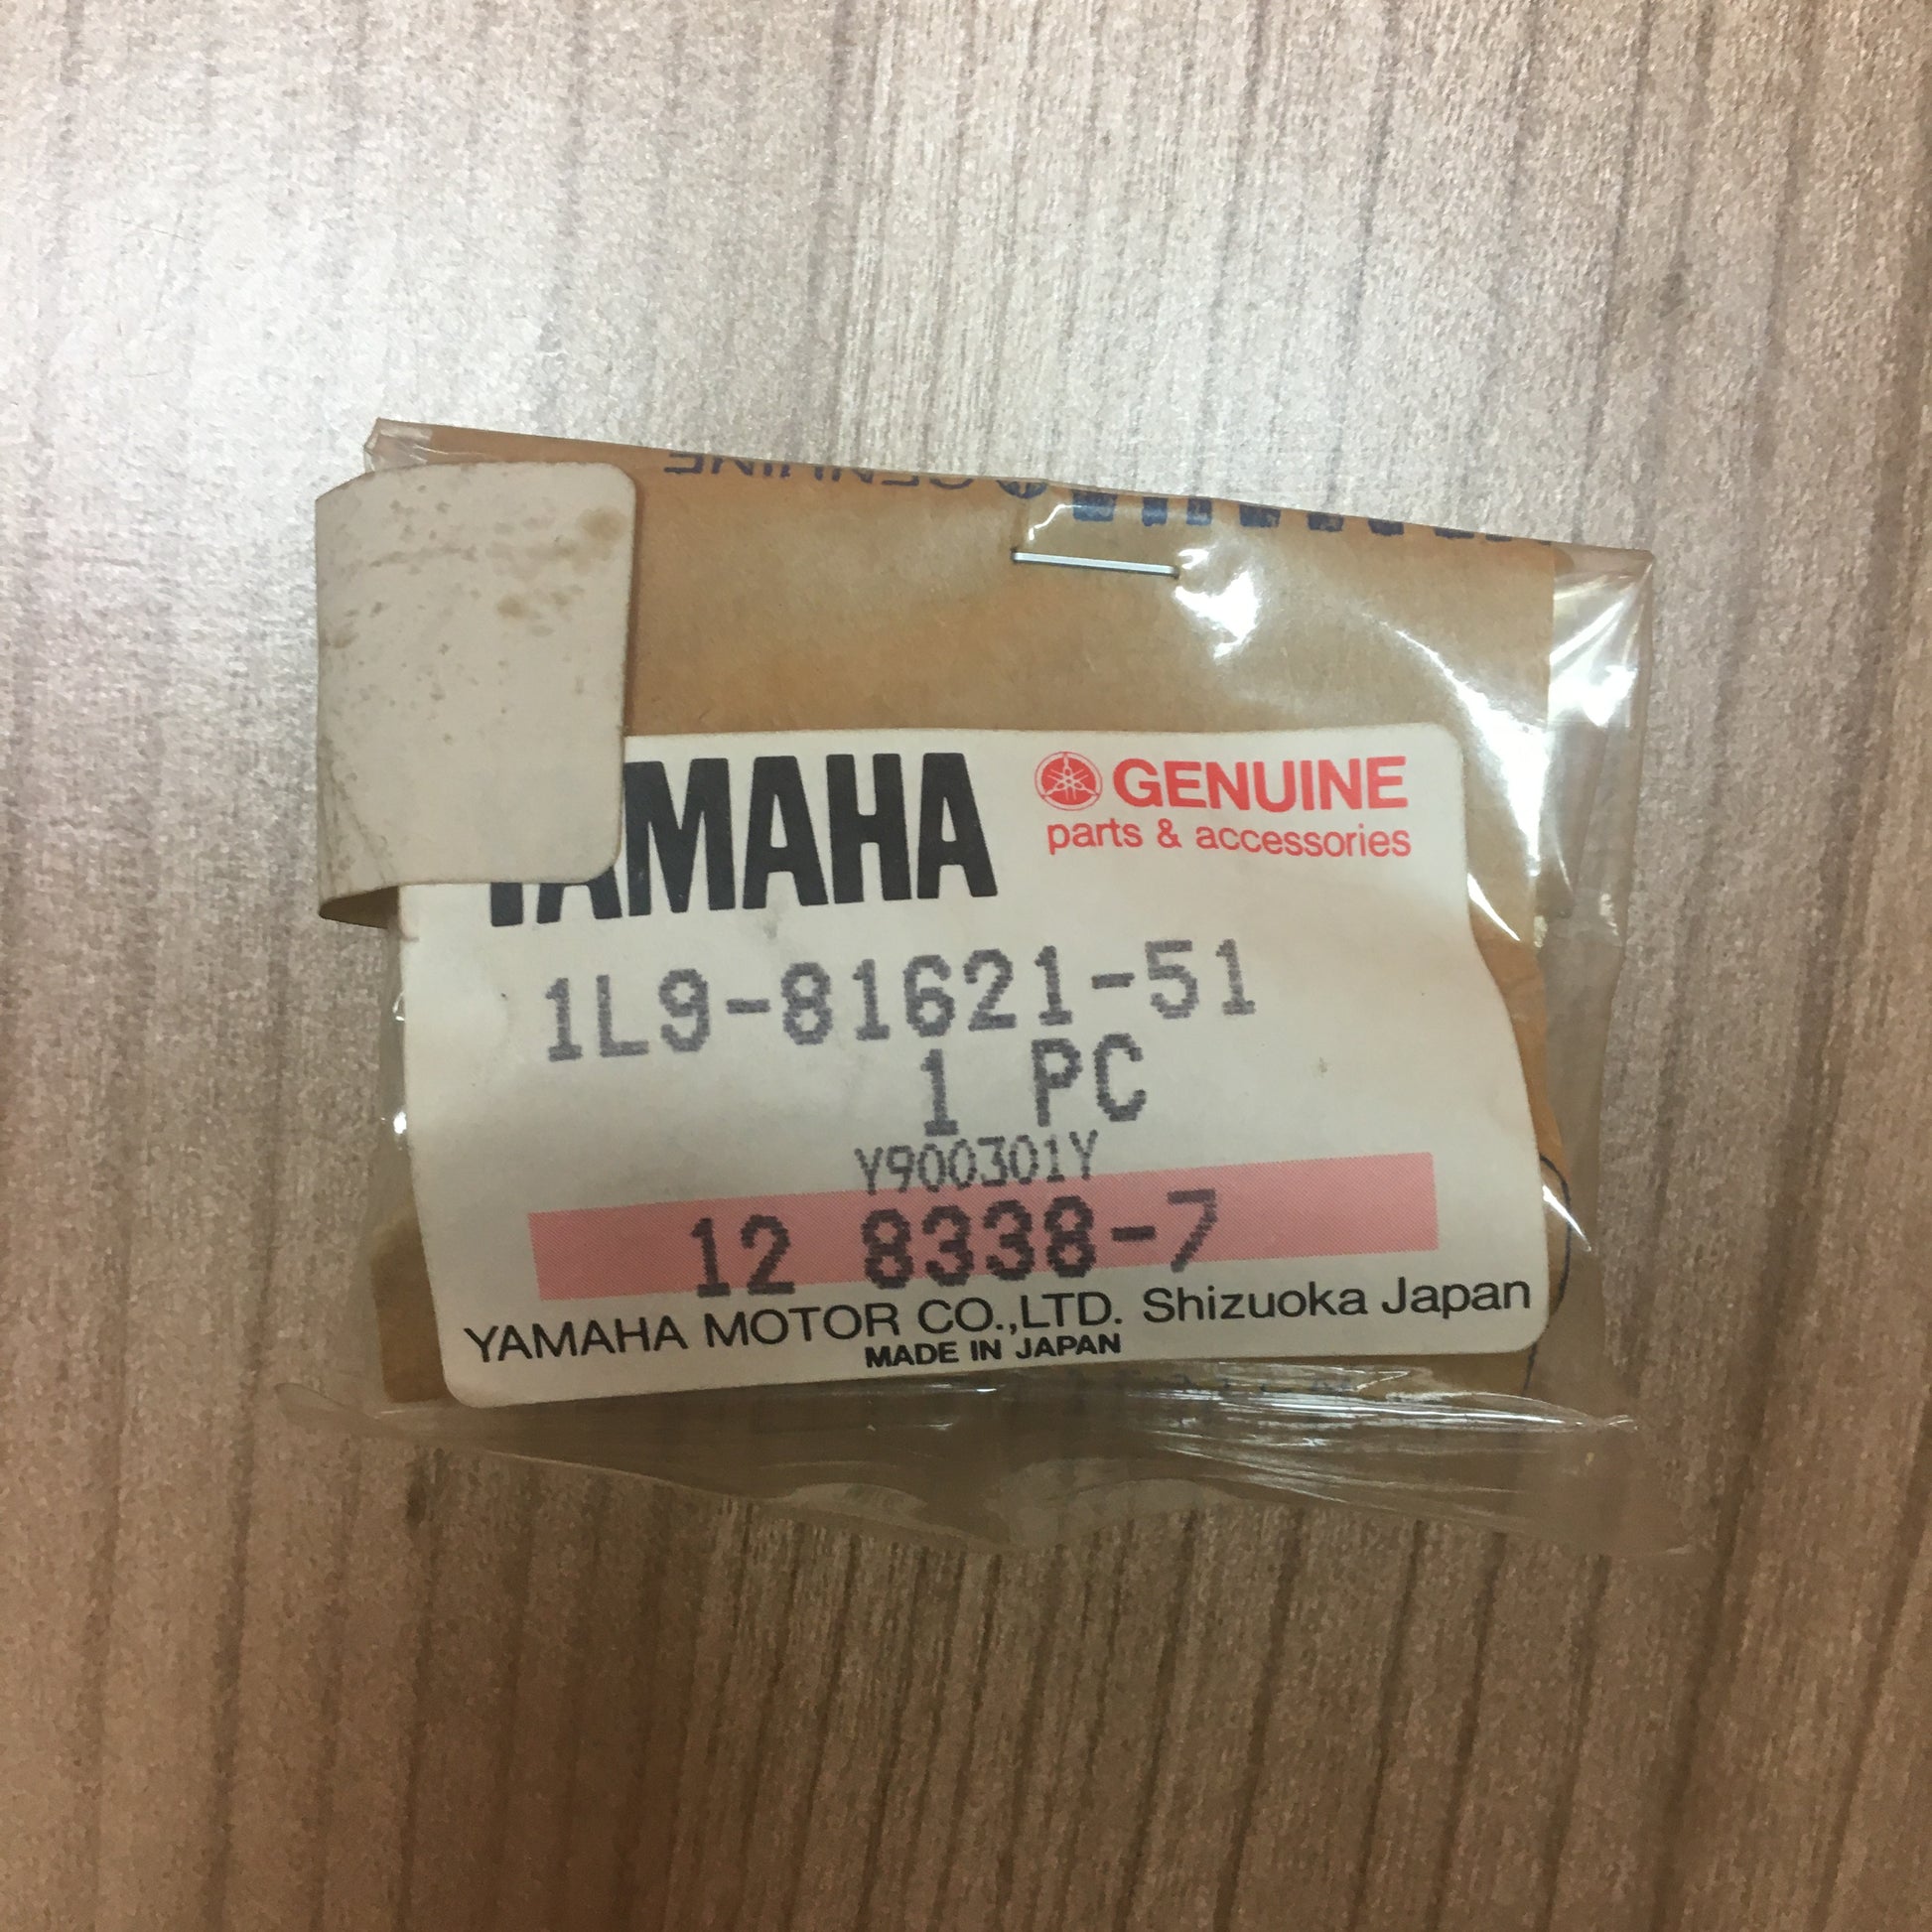 GENUINE
YAMAHA
GENUINE
parts & accessories
1L9-81621-51
1 PC
Y900301Y
12 8338-7
YAMAHA MOTOR CO.,LTD. Shizuoka Japan
MADE IN JAPAN